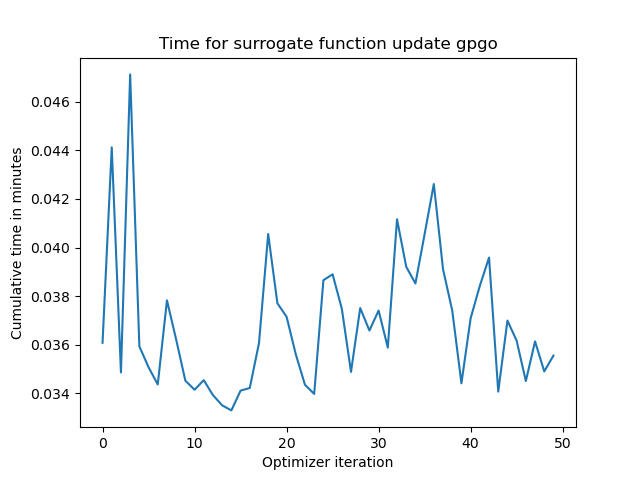 Time for surrogate function update gpgo
Cumulative time in minutes
0.046
0.044
0.042
0.040
0.038
0.036
0.034
0 10 20 30 40 50
Optimizer iteration